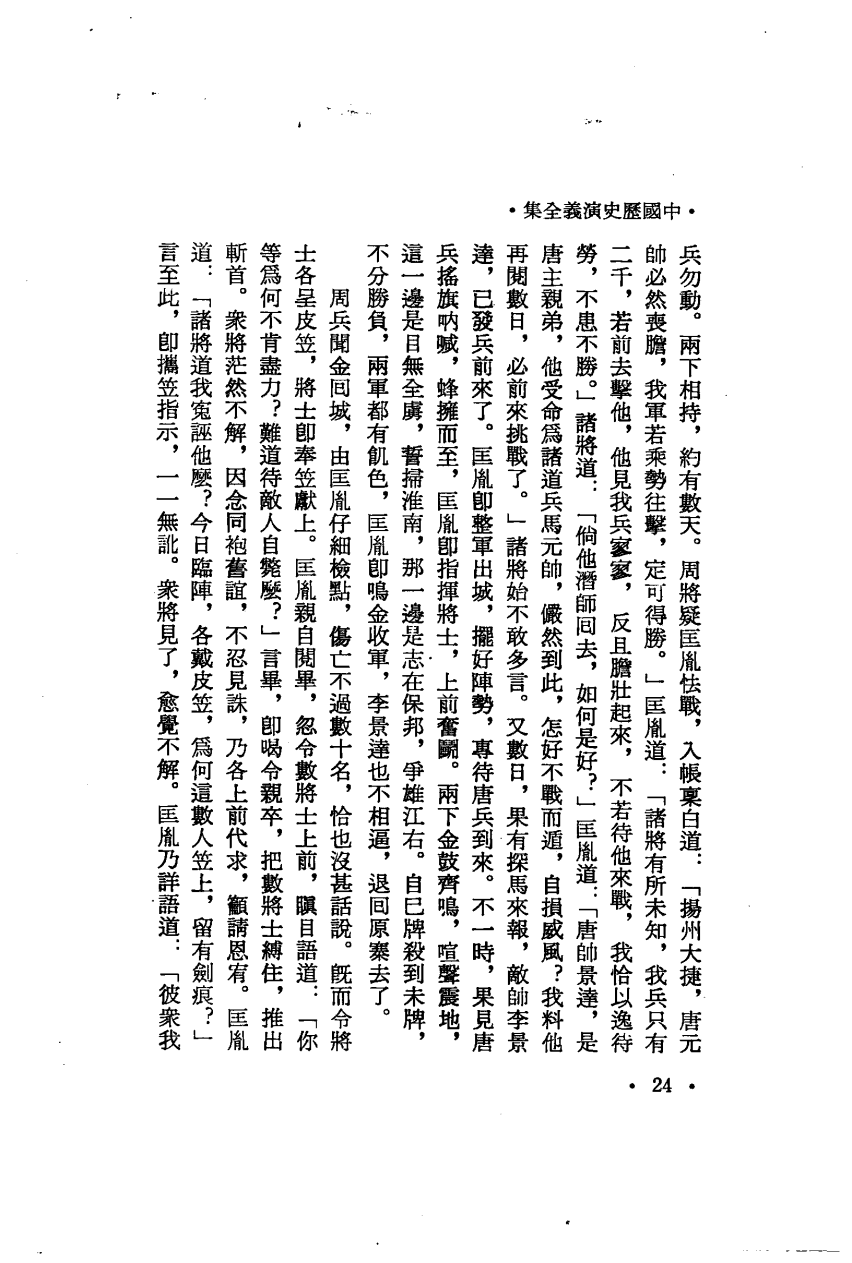 •中國歷史演義全集•
兵勿動。兩下相持，約有數天。周將疑匡胤怯戰，入帳稟白道：「揚州大捷，唐元
帥必然喪膽，我軍若乘勢往擊，定可得勝。」匡胤道：「諸將有所未知，我兵只有
二千，若前去擊他，他見我兵寥寥，反且膽壯起來，不若待他來戰，我恰以逸待
勞，不患不勝。」諸將道：「倘他潛師回去，如何是好？」匡胤道：「唐帥景達，是
唐主親弟，他受命爲諸道兵馬元帥，儼然到此，怎好不戰而遁，自損威風？我料他
再閱數日，必前來挑戰了。」諸將始不敢多言。又數日，果有探馬來報，敵帥李景
達，已發兵前來了。匡胤卽整軍出城，擺好陣勢，專待唐兵到來。不一時，果見唐
兵搖旗吶喊，蜂擁而至，匡胤卽指揮將士，上前奮鬭。兩下金鼓齊鳴，喧聲震地，
這一邊是目無全虜，誓掃淮南，那一邊是志在保邦，爭雄江右。自巳牌殺到未牌，
不分勝負，兩軍都有飢色，匡胤卽鳴金收軍，李景達也不相逼，退回原寨去了。
周兵聞金回城，由匡胤仔細檢點，傷亡不過數十名，恰也沒甚話說。旣而令將
士各呈皮笠，將士卽奉笠獻上。匡胤親自閱畢，忽令數將士上前，瞋目語道：「你
等爲何不肯盡力？難道待敵人自斃麼？」言畢，卽喝令親卒，把數將士縛住，推出
斬首。衆將茫然不解，因念同袍舊誼，不忍見誅，乃各上前代求，籲請恩宥。匡胤
道：「諸將道我寃誣他麼？今日臨陣，各戴皮笠，爲何這數人笠上，留有劍痕？」
言至此，卽攜笠指示，一一無訛。衆將見了，愈覺不解。匡胤乃詳語道：「彼衆我
• 24 •